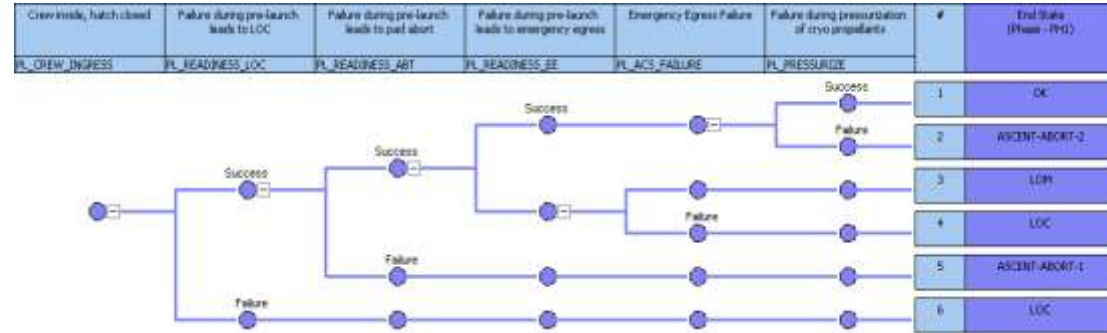 Crew inside, hatch closed
Failure during pre-launch
leads to LOC
Failure during pre-launch
leads to pad abort
Failure during pre-launch
leads to emergency egress
Emergency Egress Failure
Failure during pressurization
of cryo propellants
#
End State
(Phase - PH1)
PL_CREW_INGRESS
PL_READINESS_LOC
PL_READINESS_ABT
PL_READINESS_EE
PL_ACS_FAILURE
PL_PRESSURIZE
Success
1
OK
Success
Failure
2
ASCENT-ABORT-2
Success
Success
3
LOM
Failure
4
LOC
Failure
5
ASCENT-ABORT-1
Failure
6
LOC